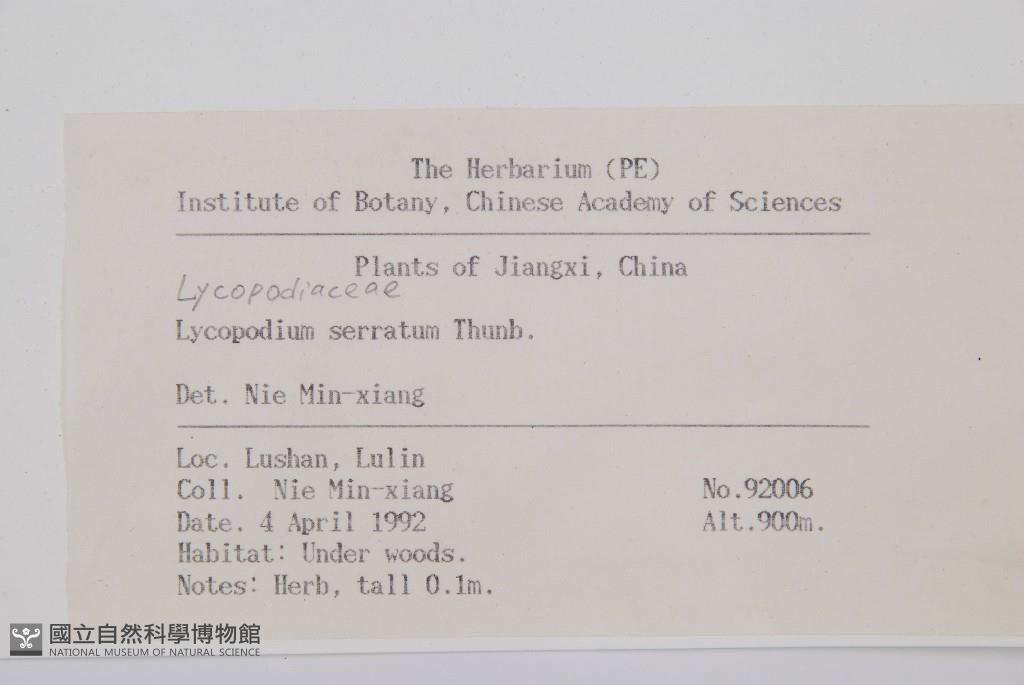 The Herbarium (PE)
Institute of Botany, Chinese Academy of Sciences
Plants of Jiangxi, China
Lycopodiaceae
Lycopodium serratum Thunb.
Det. Nie Min-xiang
Loc. Lushan, Lulin
Coll. Nie Min-xiang No.92006
Date. 4 April 1992 Alt.900m.
Habitat: Under woods.
Notes: Herb, tall 0.1m.
國立自然科學博物館
NATIONAL MUSEUM OF NATURAL SCIENCE